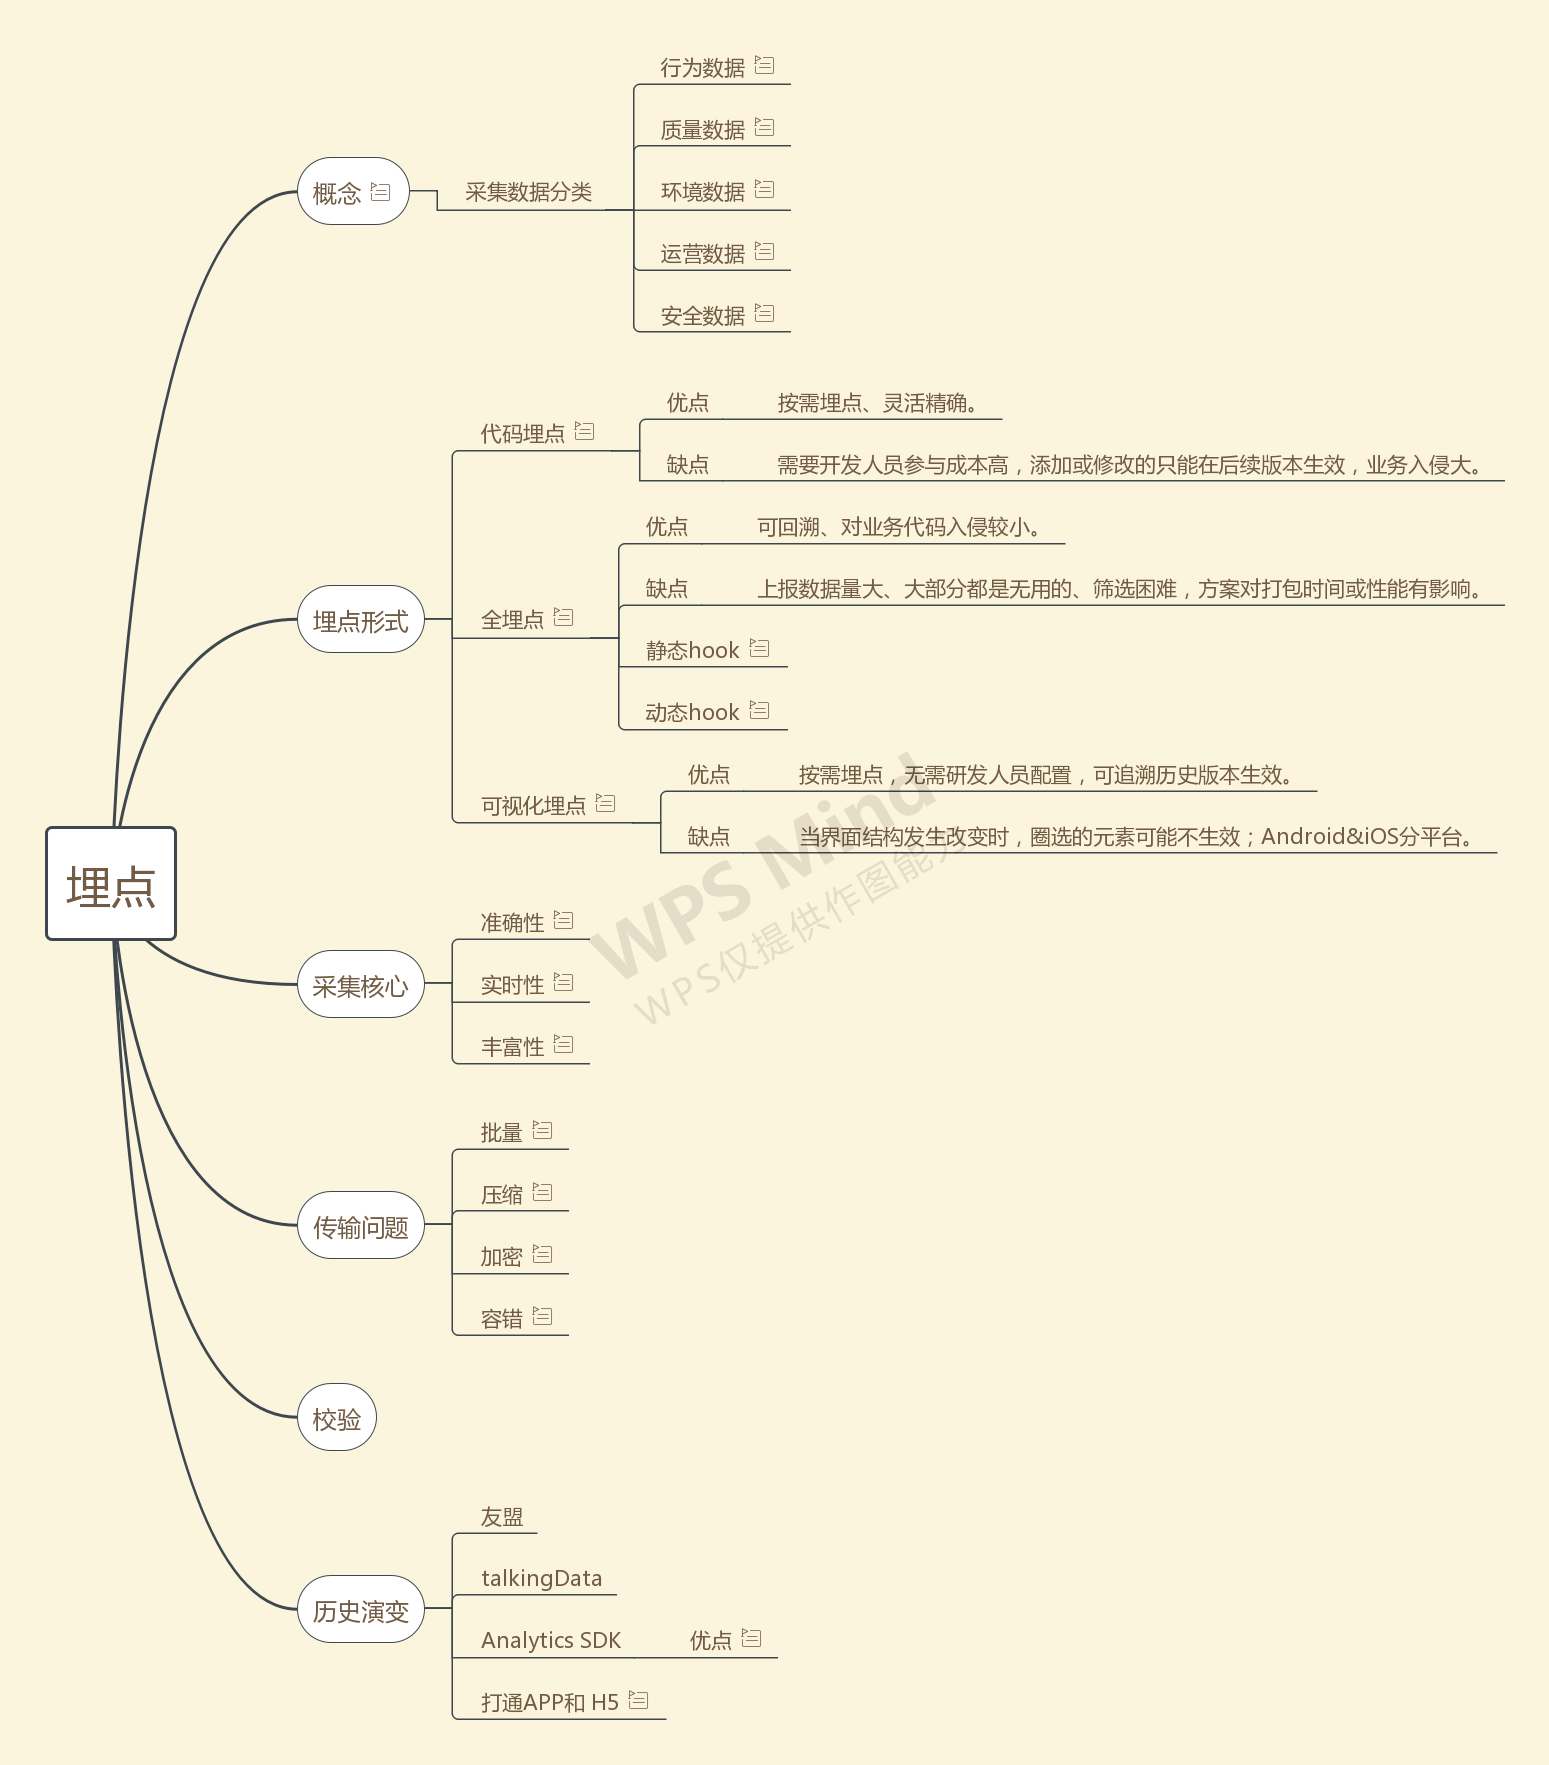 埋点
概念
采集数据分类
行为数据
质量数据
环境数据
运营数据
安全数据
埋点形式
代码埋点
优点
按需埋点、灵活精确。
缺点
需要开发人员参与成本高，添加或修改的只能在后续版本生效，业务入侵大。
全埋点
优点
可回溯、对业务代码入侵较小。
缺点
上报数据量大、大部分都是无用的、筛选困难，方案对打包时间或性能有影响。
静态hook
动态hook
可视化埋点
优点
按需埋点，无需研发人员配置，可追溯历史版本生效。
缺点
当界面结构发生改变时，圈选的元素可能不生效；Android&iOS分平台。
采集核心
准确性
实时性
丰富性
传输问题
批量
压缩
加密
容错
校验
历史演变
友盟
talkingData
Analytics SDK
优点
打通APP和 H5
WPS Mind
WPS仅提供作图能力